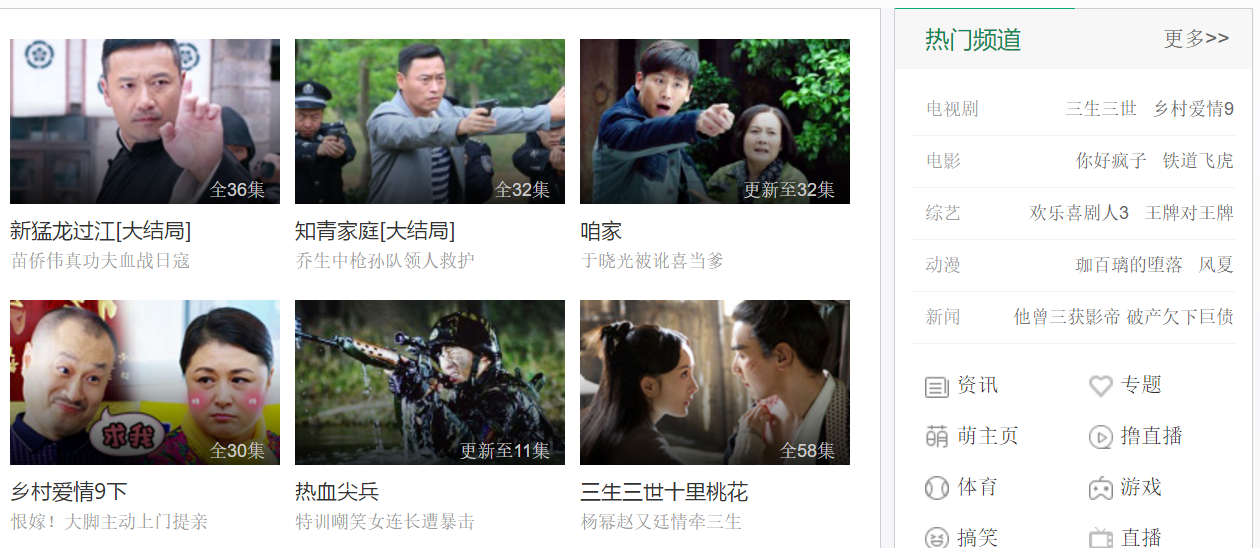 全36集
全32集
更新至32集
新猛龙过江[大结局]
知青家庭[大结局]
咱家
苗侨伟真功夫血战日寇
乔生中枪孙队领人救护
于晓光被讹喜当爹
求我
全30集
更新至11集
全58集
乡村爱情9下
热血尖兵
三生三世十里桃花
恨嫁！大脚主动上门提亲
特训嘲笑女连长遭暴击
杨幂赵又廷情牵三生
热门频道 更多>>
电视剧 三生三世 乡村爱情9
电影 你好疯子 铁道飞虎
综艺 欢乐喜剧人3 王牌对王牌
动漫 珈百璃的堕落 风夏
新闻 他曾三获影帝 破产欠下巨债
资讯 专题
萌 萌主页 撸直播
体育 游戏
搞笑 直播